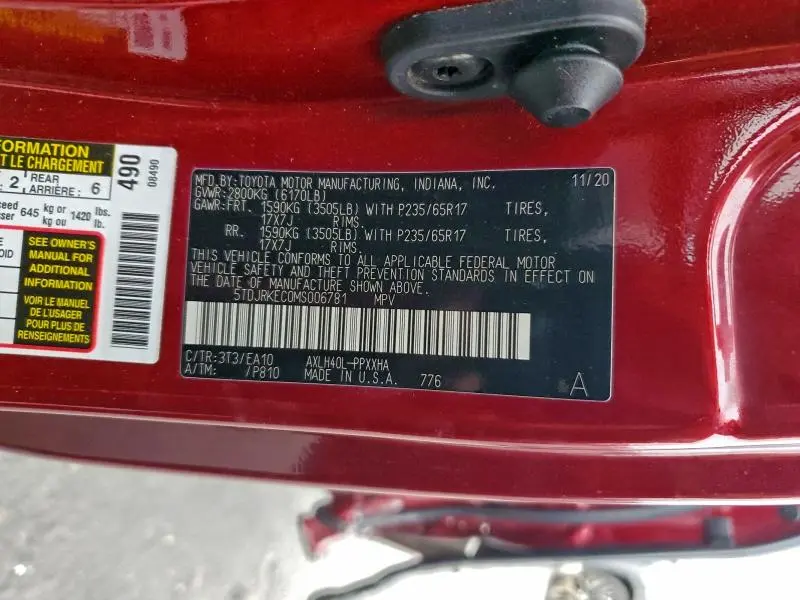 FORMATION
T LE CHARGEMENT
: 2 REAR ARRIÈRE: 6
490
08490
ceed 645 kg or 1420 lbs.
sser kg ou lb.
SEE OWNER'S
MANUAL FOR
ADDITIONAL
INFORMATION
VOIR LE MANUEL
DE L'USAGER
POUR PLUS DE
RENSEIGNEMENTS
MFD.BY:TOYOTA MOTOR MANUFACTURING, INDIANA, INC. 11/20
GVWR:2800KG (6170LB)
GAWR:FRT. 1590KG (3505LB) WITH P235/65R17 TIRES,
17X7J RIMS.
RR. 1590KG (3505LB) WITH P235/65R17 TIRES,
17X7J RIMS.
THIS VEHICLE CONFORMS TO ALL APPLICABLE FEDERAL MOTOR
VEHICLE SAFETY AND THEFT PREVENTION STANDARDS IN EFFECT ON
THE DATE OF MANUFACTURE SHOWN ABOVE.
5TDJRKEC0MS006781 MPV
C/TR:3T3/EA10 AXLH40L-PPXXHA
A/TM: /P810 MADE IN U.S.A. 776
A